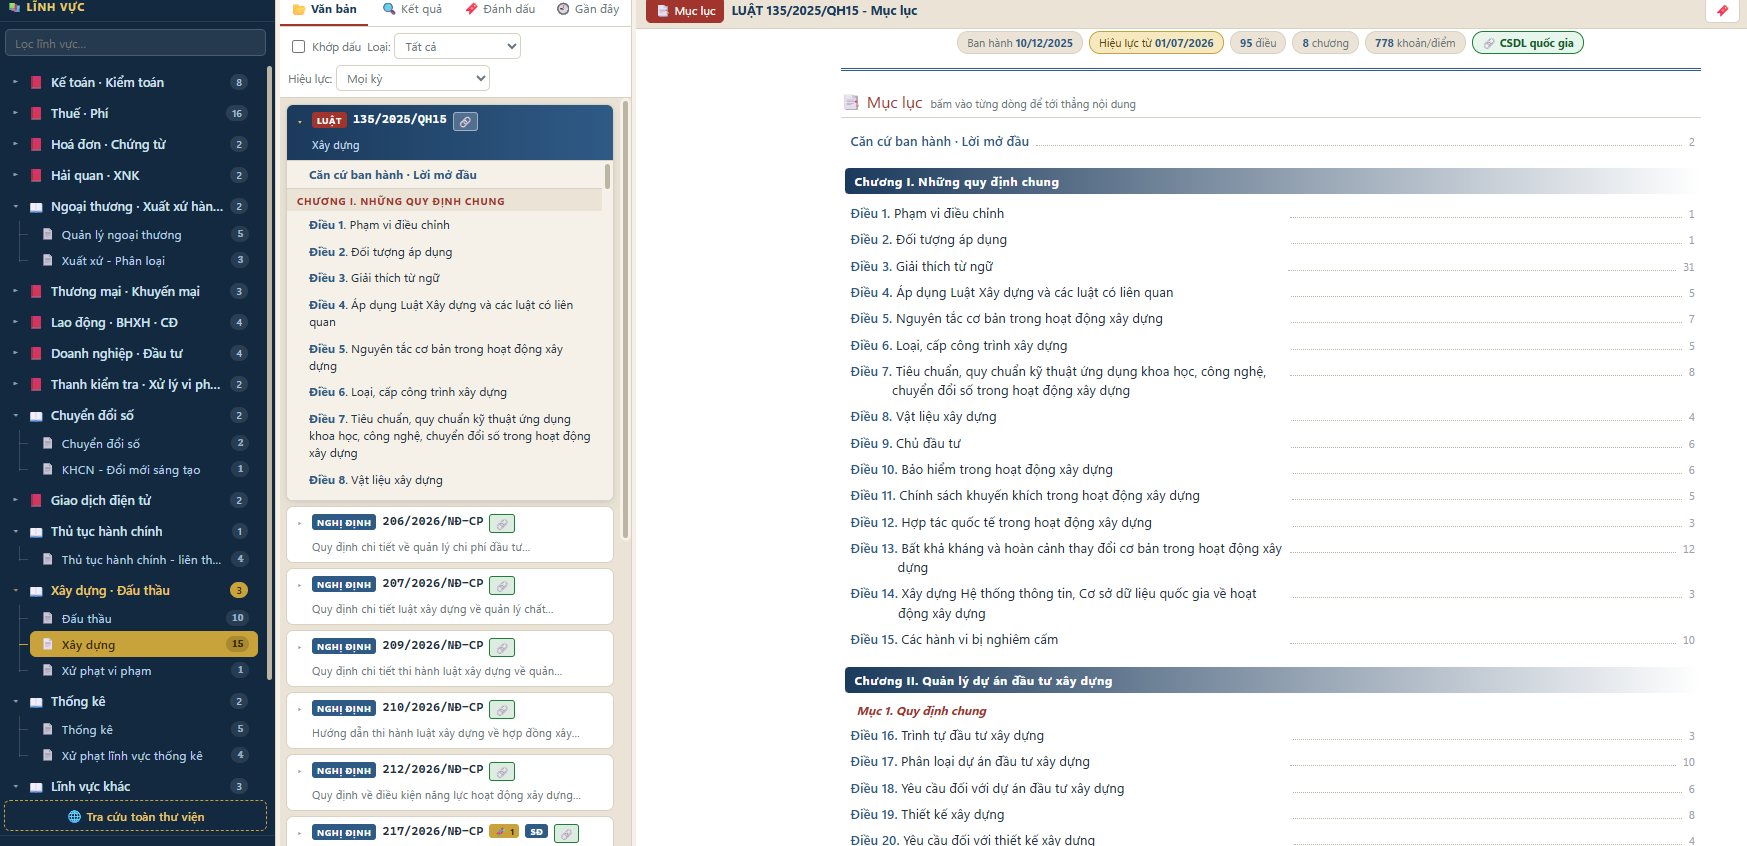 LĨNH VỰC
Lọc lĩnh vực...
Kế toán · Kiểm toán 8
Thuế · Phí 16
Hoá đơn · Chứng từ 2
Hải quan · XNK 2
Ngoại thương · Xuất xứ hàn... 2
Quản lý ngoại thương 5
Xuất xứ - Phân loại 3
Thương mại · Khuyến mại 3
Lao động · BHXH · CĐ 4
Doanh nghiệp · Đầu tư 4
Thanh kiểm tra · Xử lý vi ph... 2
Chuyển đổi số 2
Chuyển đổi số 2
KHCN - Đổi mới sáng tạo 1
Giao dịch điện tử 2
Thủ tục hành chính 1
Thủ tục hành chính - liên th... 4
Xây dựng · Đấu thầu 3
Đấu thầu 10
Xây dựng 15
Xử phạt vi phạm 1
Thống kê 2
Thống kê 5
Xử phạt lĩnh vực thống kê 4
Lĩnh vực khác 3
Tra cứu toàn thư viện
Văn bản Kết quả Đánh dấu Gần đây
Khớp dấu Loại: Tất cả
Hiệu lực: Mọi kỳ
LUẬT 135/2025/QH15
Xây dựng
Căn cứ ban hành · Lời mở đầu
CHƯƠNG I. NHỮNG QUY ĐỊNH CHUNG
Điều 1. Phạm vi điều chỉnh
Điều 2. Đối tượng áp dụng
Điều 3. Giải thích từ ngữ
Điều 4. Áp dụng Luật Xây dựng và các luật có liên
quan
Điều 5. Nguyên tắc cơ bản trong hoạt động xây
dựng
Điều 6. Loại, cấp công trình xây dựng
Điều 7. Tiêu chuẩn, quy chuẩn kỹ thuật ứng dụng
khoa học, công nghệ, chuyển đổi số trong hoạt động
xây dựng
Điều 8. Vật liệu xây dựng
NGHỊ ĐỊNH 206/2026/NĐ-CP
Quy định chi tiết về quản lý chi phí đầu tư...
NGHỊ ĐỊNH 207/2026/NĐ-CP
Quy định chi tiết luật xây dựng về quản lý chất...
NGHỊ ĐỊNH 209/2026/NĐ-CP
Quy định chi tiết thi hành luật xây dựng về quản...
NGHỊ ĐỊNH 210/2026/NĐ-CP
Hướng dẫn thi hành luật xây dựng về hợp đồng xây...
NGHỊ ĐỊNH 212/2026/NĐ-CP
Quy định về điều kiện năng lực hoạt động xây dựng...
NGHỊ ĐỊNH 217/2026/NĐ-CP 1 SĐ
Mục lục LUẬT 135/2025/QH15 - Mục lục
Ban hành 10/12/2025 Hiệu lực từ 01/07/2026 95 điều 8 chương 778 khoản/điểm CSDL quốc gia
Mục lục bấm vào từng dòng để tới thẳng nội dung
Căn cứ ban hành · Lời mở đầu 2
Chương I. Những quy định chung
Điều 1. Phạm vi điều chỉnh 1
Điều 2. Đối tượng áp dụng 1
Điều 3. Giải thích từ ngữ 31
Điều 4. Áp dụng Luật Xây dựng và các luật có liên quan 5
Điều 5. Nguyên tắc cơ bản trong hoạt động xây dựng 7
Điều 6. Loại, cấp công trình xây dựng 5
Điều 7. Tiêu chuẩn, quy chuẩn kỹ thuật ứng dụng khoa học, công nghệ, 8
chuyển đổi số trong hoạt động xây dựng
Điều 8. Vật liệu xây dựng 4
Điều 9. Chủ đầu tư 6
Điều 10. Bảo hiểm trong hoạt động xây dựng 6
Điều 11. Chính sách khuyến khích trong hoạt động xây dựng 5
Điều 12. Hợp tác quốc tế trong hoạt động xây dựng 3
Điều 13. Bất khả kháng và hoàn cảnh thay đổi cơ bản trong hoạt động xây 12
dựng
Điều 14. Xây dựng Hệ thống thông tin, Cơ sở dữ liệu quốc gia về hoạt 3
động xây dựng
Điều 15. Các hành vi bị nghiêm cấm 10
Chương II. Quản lý dự án đầu tư xây dựng
Mục 1. Quy định chung
Điều 16. Trình tự đầu tư xây dựng 3
Điều 17. Phân loại dự án đầu tư xây dựng 10
Điều 18. Yêu cầu đối với dự án đầu tư xây dựng 6
Điều 19. Thiết kế xây dựng 8
Điều 20. Yêu cầu đối với thiết kế xây dựng 4